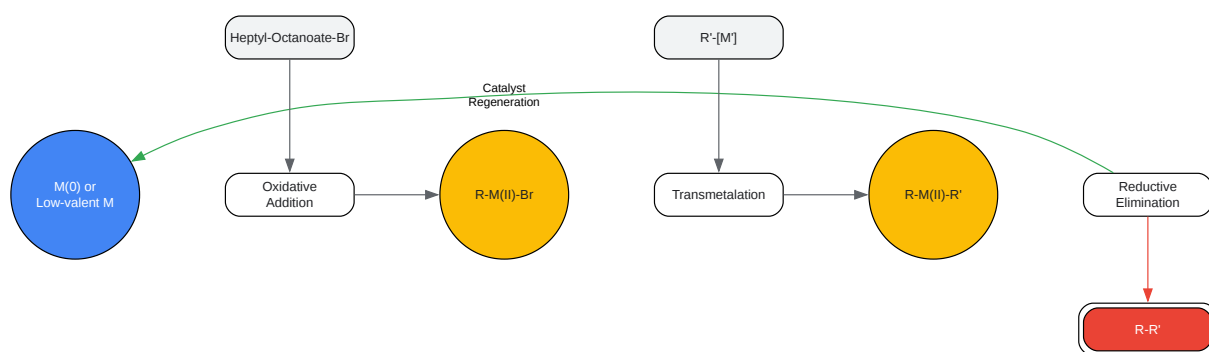 Heptyl-Octanoate-Br
R'-[M']
Catalyst
Regeneration
M(0) or
Low-valent M
Oxidative
Addition
R-M(II)-Br
Transmetalation
R-M(II)-R'
Reductive
Elimination
R-R'